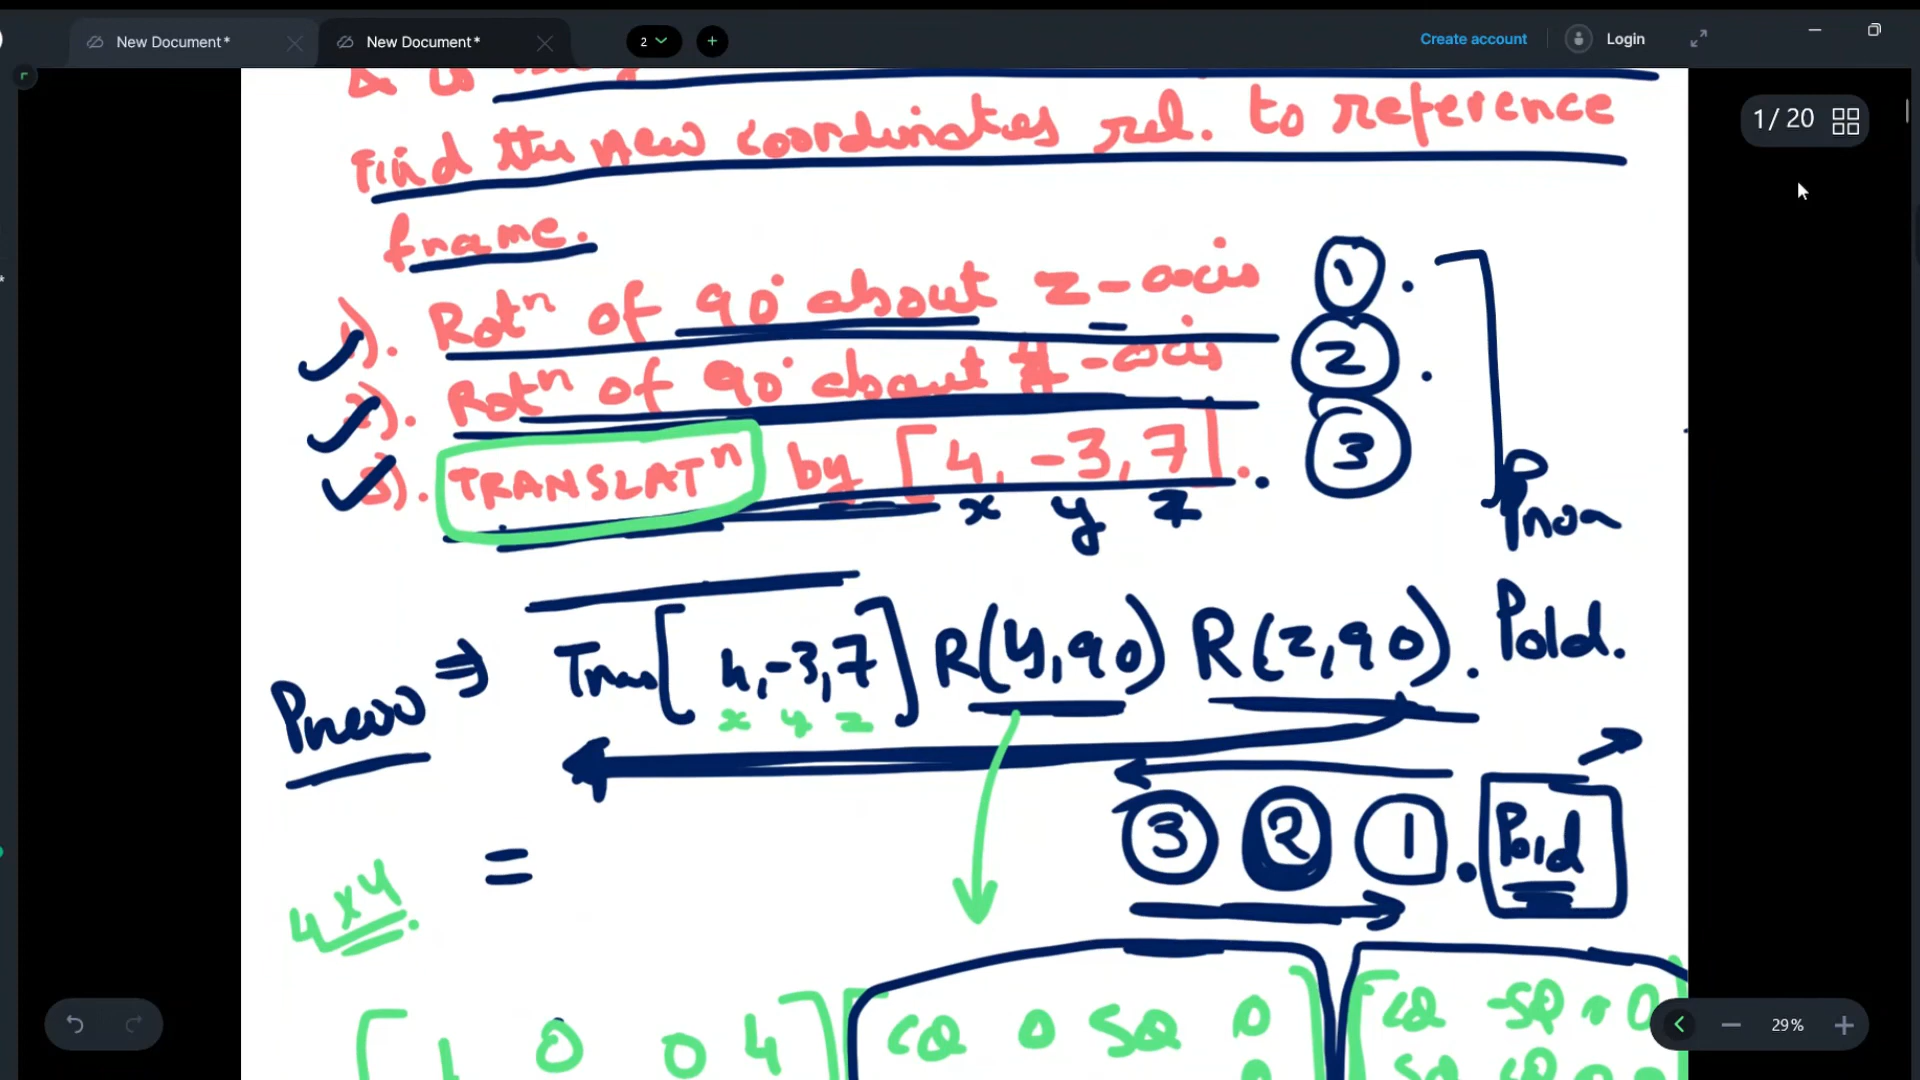 New Document* New Document* 2 Create account Login
1 / 20
& is
Find the new coordinates rel. to reference
frame.
1). Rotⁿ of 90° about z-axis 1.
2). Rotⁿ of 90° about y-axis 2.
3). TRANSLATⁿ by [4, -3, 7]. 3
x y z
Pnew ⇒ Trans[4,-3,7] R(y,90) R(z,90). Pold.
x y z
= 3 2 1 . Pold
4x4.
1 0 0 4 cθ 0 sθ 0 cθ -sθ 0 0
29%